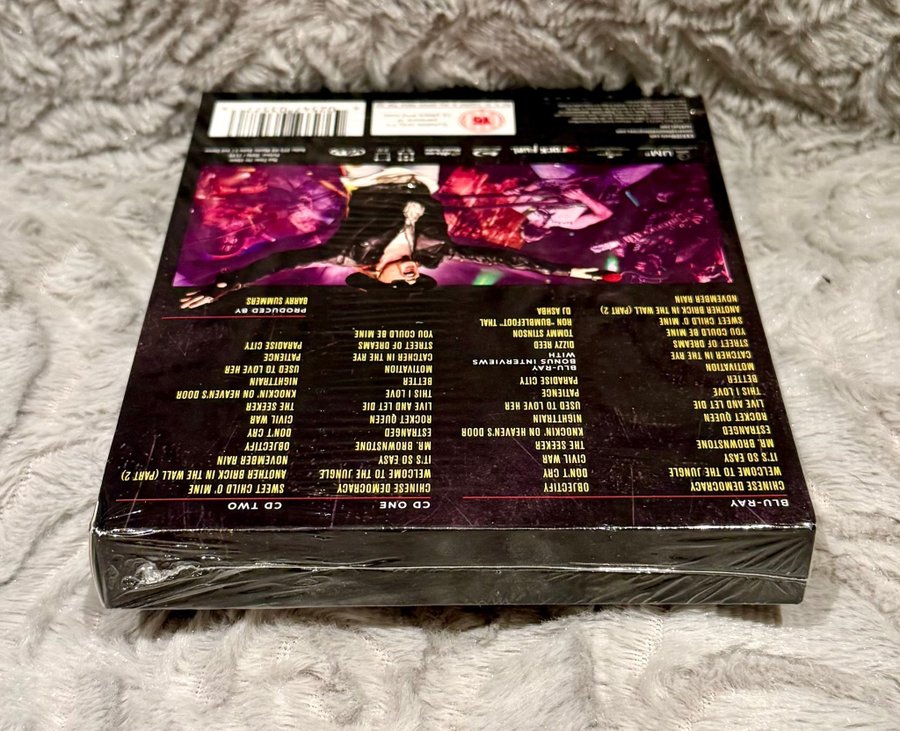 BLU-RAY
CHINESE DEMOCRACY
WELCOME TO THE JUNGLE
IT'S SO EASY
MR. BROWNSTONE
ESTRANGED
ROCKET QUEEN
LIVE AND LET DIE
THIS I LOVE
BETTER
MOTIVATION
CATCHER IN THE RYE
STREET OF DREAMS
YOU COULD BE MINE
SWEET CHILD O' MINE
ANOTHER BRICK IN THE WALL (PART 2)
NOVEMBER RAIN
OBJECTIFY
DON'T CRY
CIVIL WAR
THE SEEKER
KNOCKIN' ON HEAVEN'S DOOR
NIGHTTRAIN
USED TO LOVE HER
PATIENCE
PARADISE CITY
BLU-RAY
BONUS INTERVIEWS
WITH
DIZZY REED
TOMMY STINSON
RON "BUMBLEFOOT" THAL
DJ ASHBA
CD ONE
CHINESE DEMOCRACY
WELCOME TO THE JUNGLE
IT'S SO EASY
MR. BROWNSTONE
ESTRANGED
ROCKET QUEEN
LIVE AND LET DIE
THIS I LOVE
BETTER
MOTIVATION
CATCHER IN THE RYE
STREET OF DREAMS
YOU COULD BE MINE
CD TWO
SWEET CHILD O' MINE
ANOTHER BRICK IN THE WALL (PART 2)
NOVEMBER RAIN
OBJECTIFY
DON'T CRY
CIVIL WAR
THE SEEKER
KNOCKIN' ON HEAVEN'S DOOR
NIGHTTRAIN
USED TO LOVE HER
PATIENCE
PARADISE CITY
PRODUCED BY
BARRY SUMMERS
UMe
15